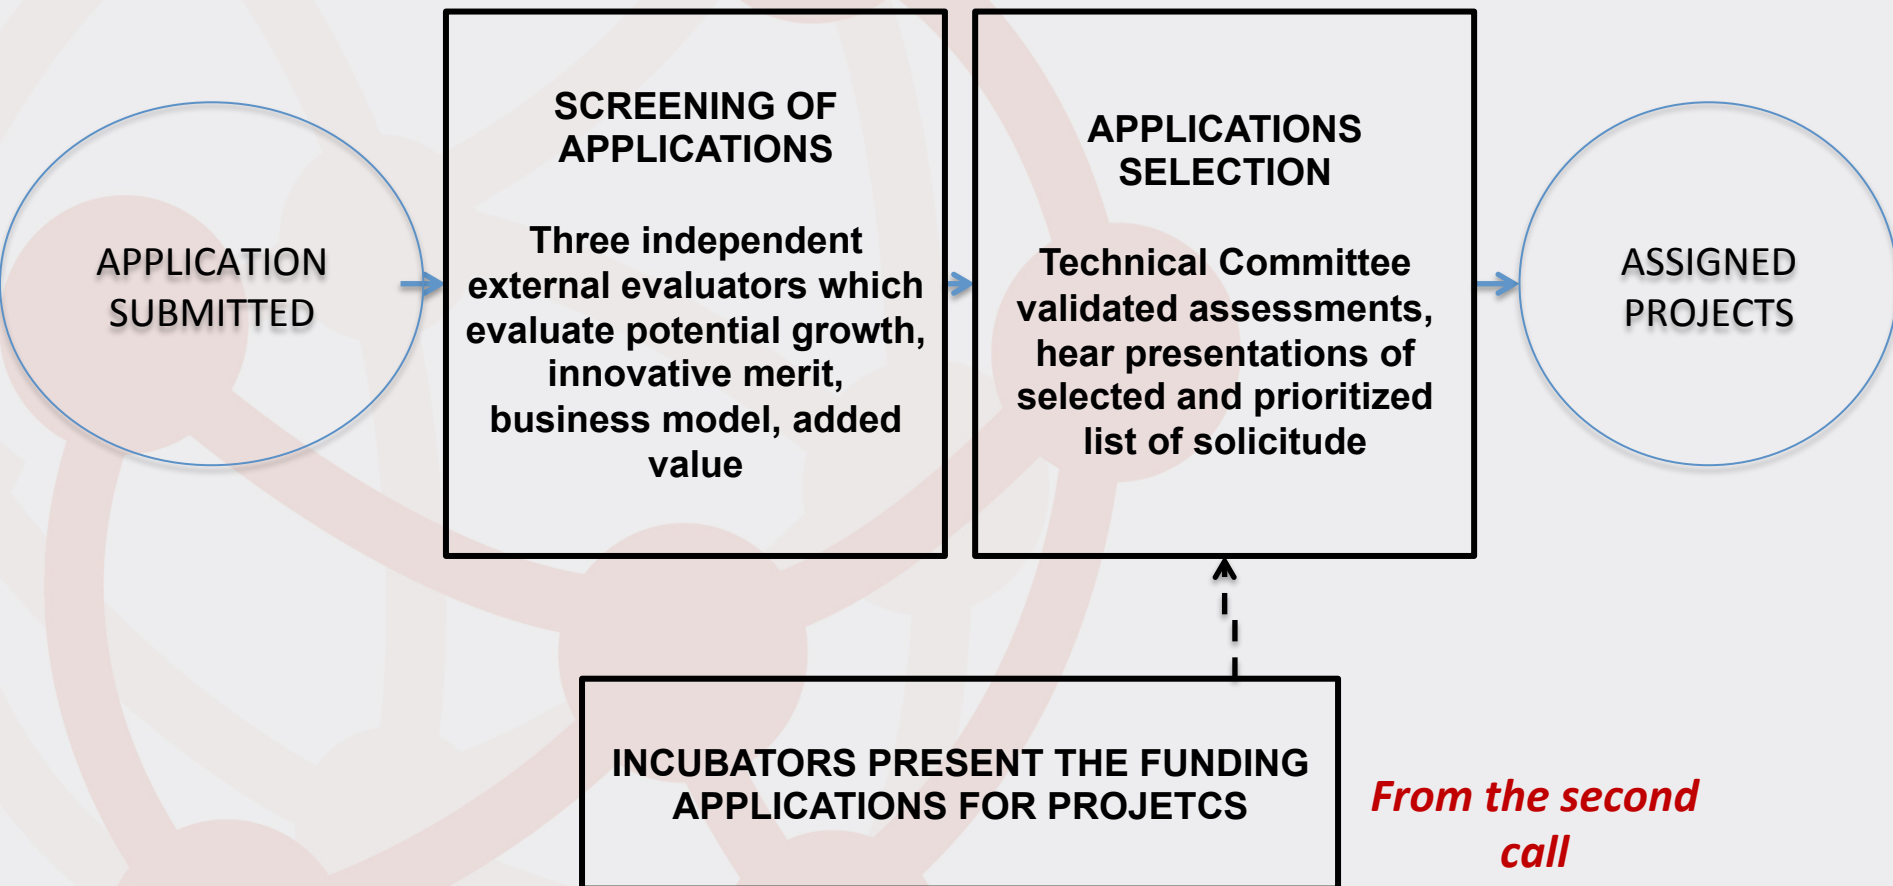 APPLICATION
SUBMITTED
SCREENING OF
APPLICATIONS
Three independent
external evaluators which
evaluate potential growth,
innovative merit,
business model, added
value
APPLICATIONS
SELECTION
Technical Committee
validated assessments,
hear presentations of
selected and prioritized
list of solicitude
ASSIGNED
PROJECTS
INCUBATORS PRESENT THE FUNDING
APPLICATIONS FOR PROJETCS
From the second
call